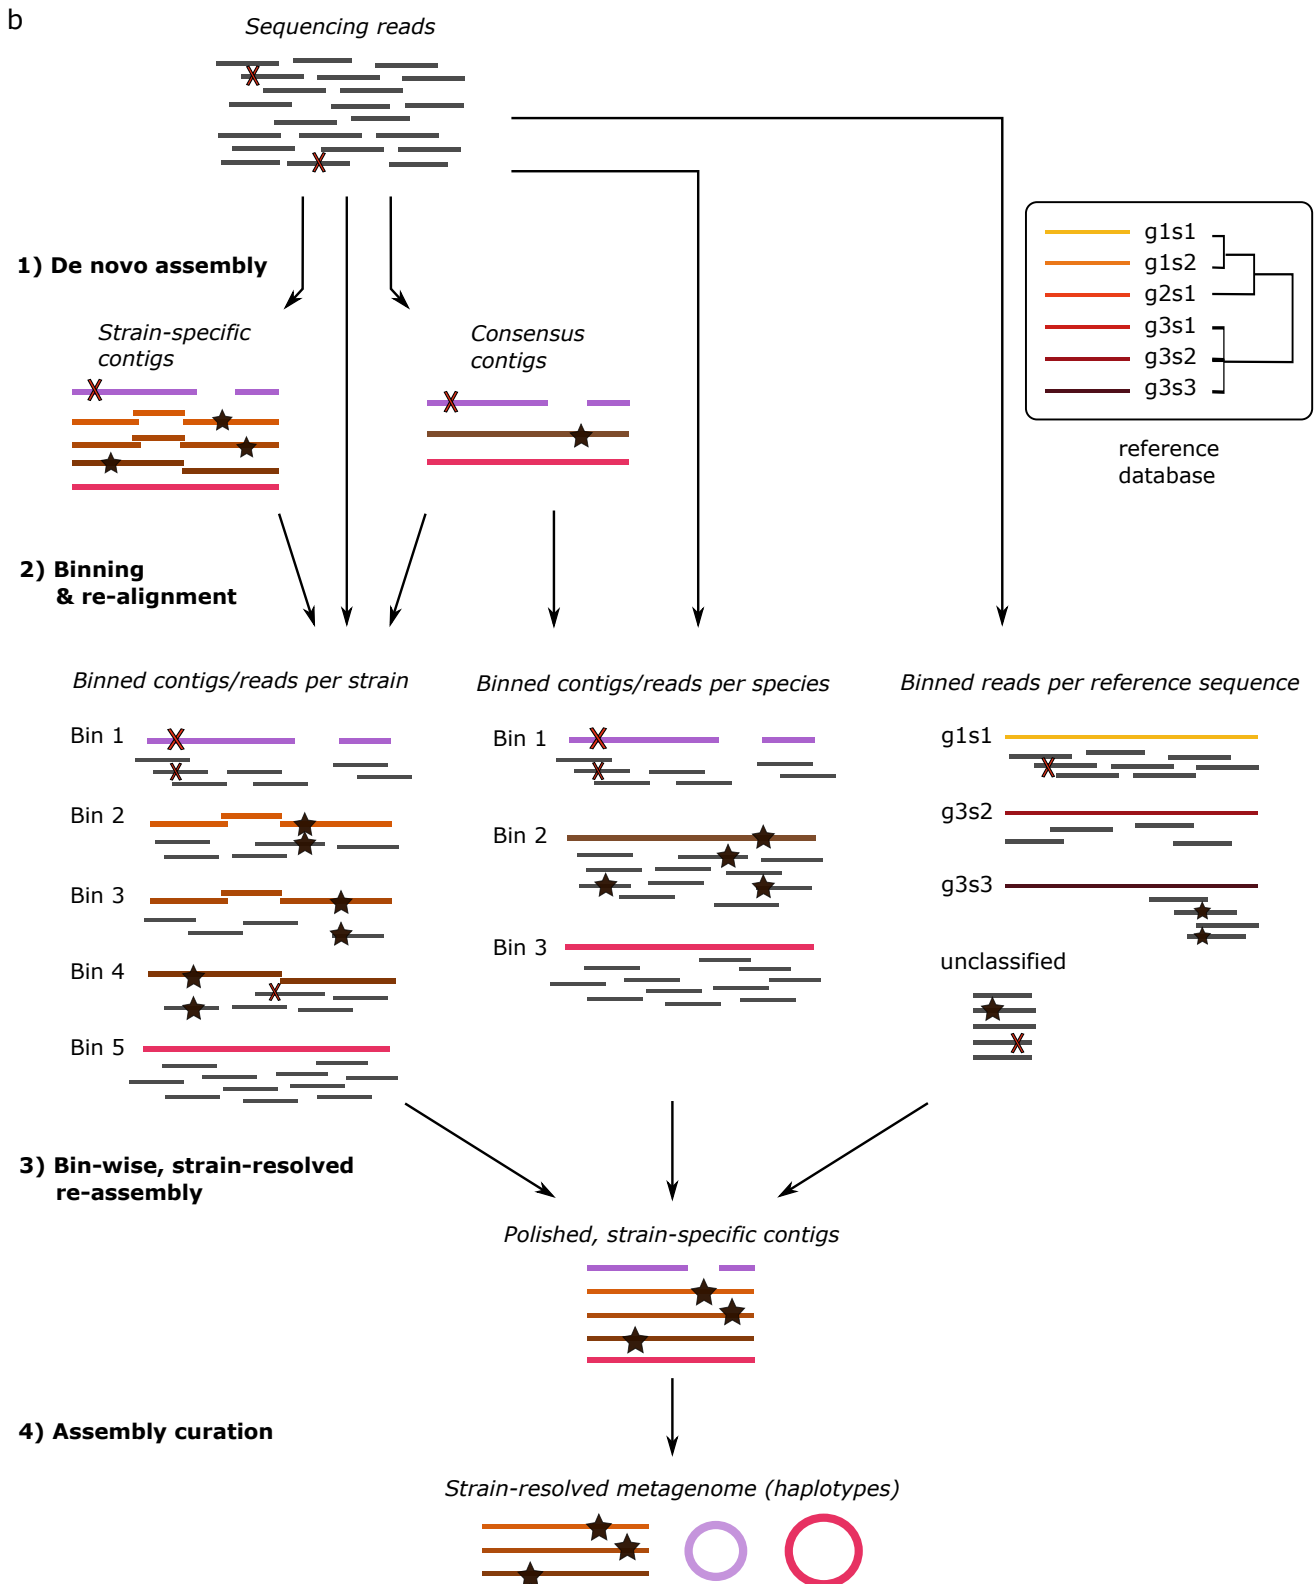 b
Sequencing reads
1) De novo assembly
Strain-specific
contigs
Consensus
contigs
g1s1
g1s2
g2s1
g3s1
g3s2
g3s3
reference
database
2) Binning
& re-alignment
Binned contigs/reads per strain
Bin 1
Bin 2
Bin 3
Bin 4
Bin 5
Binned contigs/reads per species
Bin 1
Bin 2
Bin 3
Binned reads per reference sequence
g1s1
g3s2
g3s3
unclassified
3) Bin-wise, strain-resolved
re-assembly
Polished, strain-specific contigs
4) Assembly curation
Strain-resolved metagenome (haplotypes)